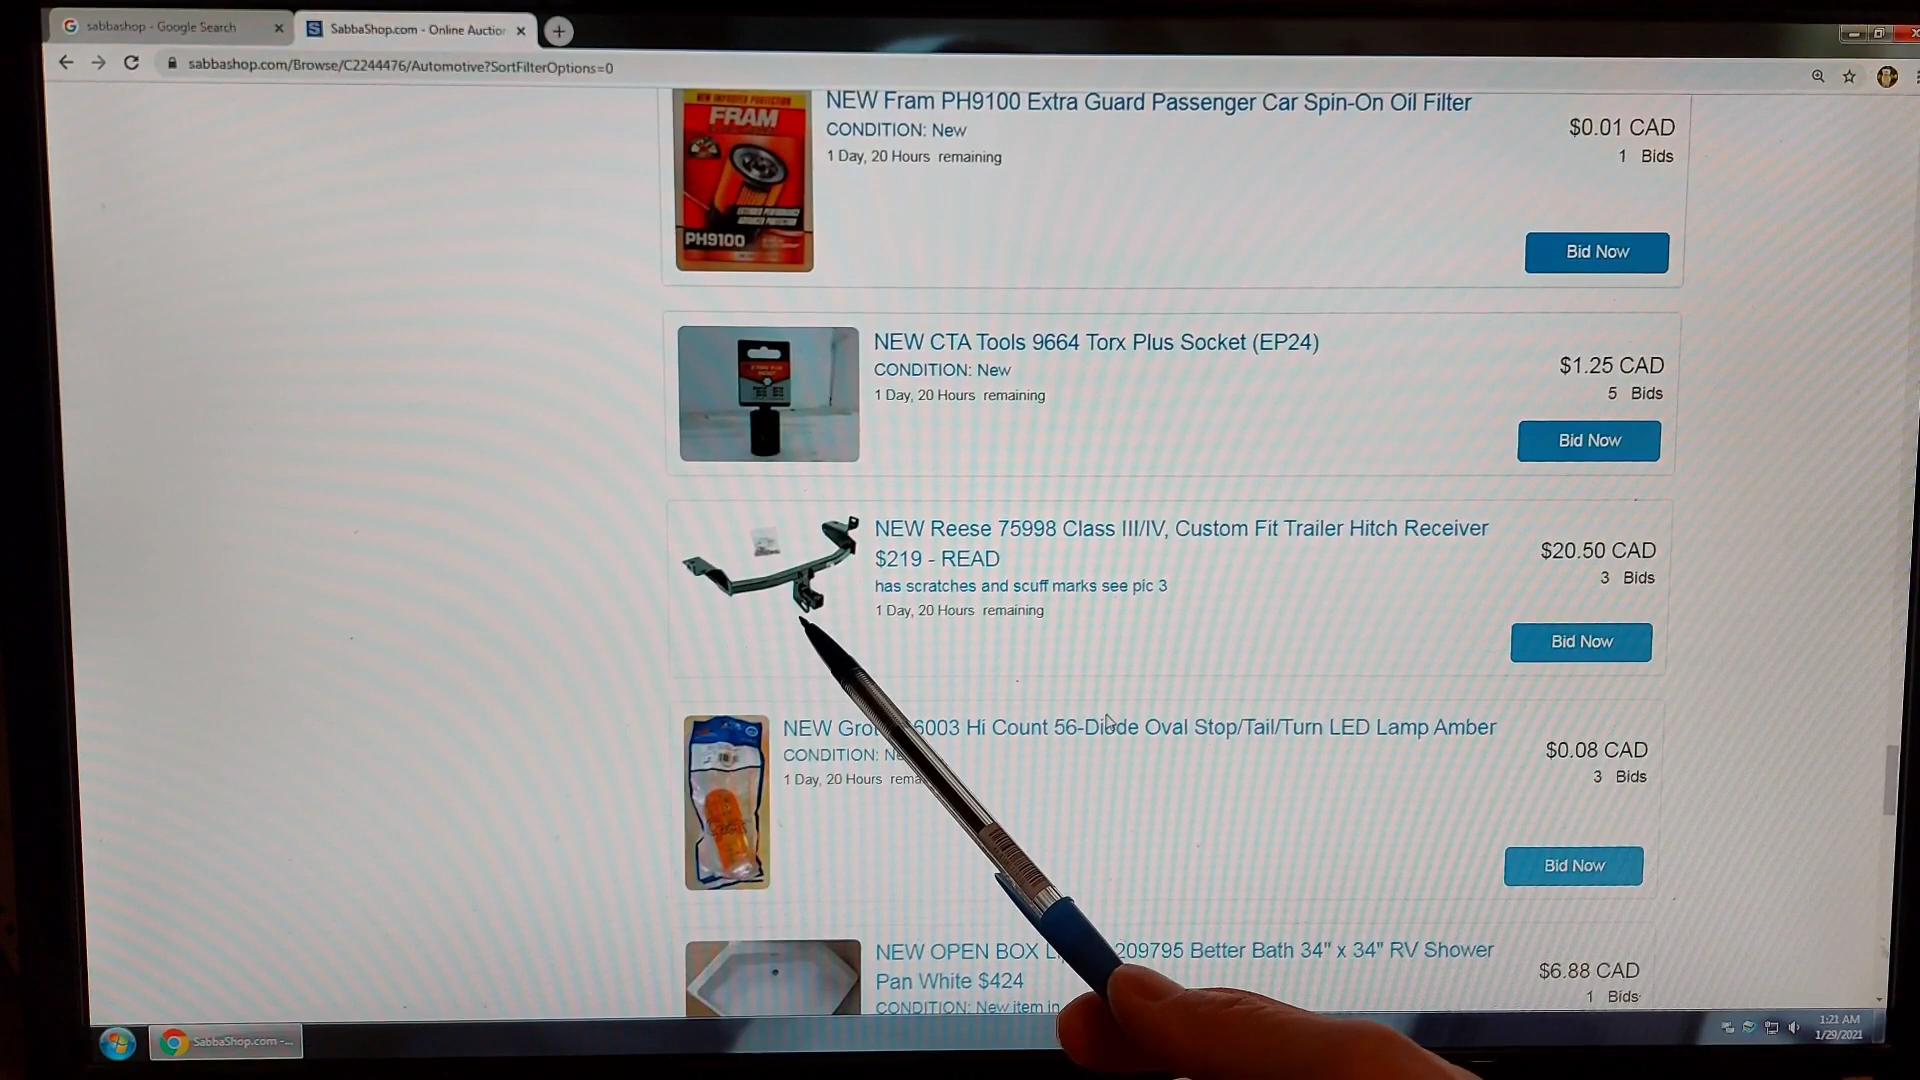 sabbashop - Google Search
SabbaShop.com - Online Auction
sabbashop.com/Browse/C2244476/Automotive?SortFilterOptions=0
FRAM
PH9100
NEW Fram PH9100 Extra Guard Passenger Car Spin-On Oil Filter
CONDITION: New
1 Day, 20 Hours remaining
$0.01 CAD
1 Bids
Bid Now
NEW CTA Tools 9664 Torx Plus Socket (EP24)
CONDITION: New
1 Day, 20 Hours remaining
$1.25 CAD
5 Bids
Bid Now
NEW Reese 75998 Class III/IV, Custom Fit Trailer Hitch Receiver
$219 - READ
has scratches and scuff marks see pic 3
1 Day, 20 Hours remaining
$20.50 CAD
3 Bids
Bid Now
NEW Gro 6003 Hi Count 56-Diode Oval Stop/Tail/Turn LED Lamp Amber
CONDITION: Ne
1 Day, 20 Hours rema
$0.08 CAD
3 Bids
Bid Now
NEW OPEN BOX L 209795 Better Bath 34" x 34" RV Shower
Pan White $424
CONDITION: New item in
$6.88 CAD
1 Bids
SabbaShop.com -...
1:21 AM
1/29/2021